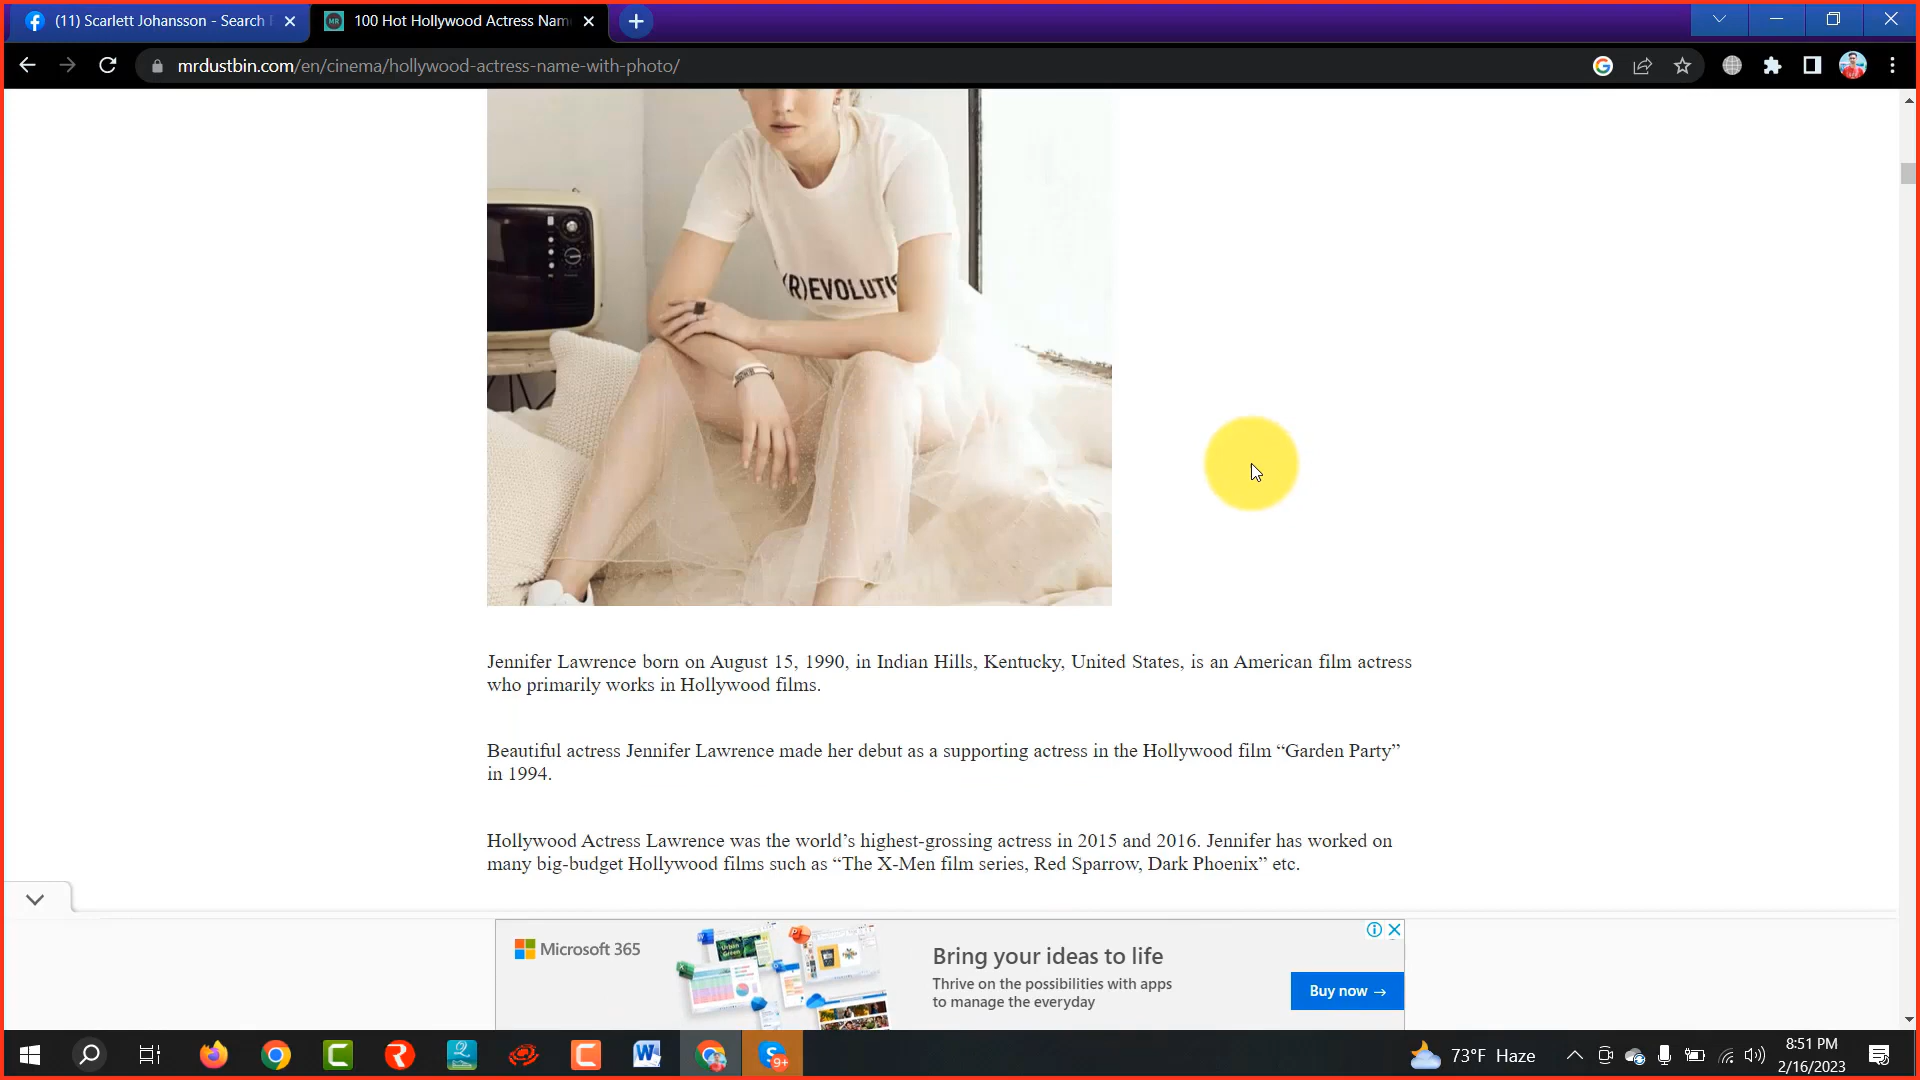 (11) Scarlett Johansson - Search
100 Hot Hollywood Actress Nam
mrdustbin.com/en/cinema/hollywood-actress-name-with-photo/
(R)EVOLUTI
Jennifer Lawrence born on August 15, 1990, in Indian Hills, Kentucky, United States, is an American film actress
who primarily works in Hollywood films.
Beautiful actress Jennifer Lawrence made her debut as a supporting actress in the Hollywood film “Garden Party”
in 1994.
Hollywood Actress Lawrence was the world’s highest-grossing actress in 2015 and 2016. Jennifer has worked on
many big-budget Hollywood films such as “The X-Men film series, Red Sparrow, Dark Phoenix” etc.
Microsoft 365
Urban
Green
Bring your ideas to life
Thrive on the possibilities with apps
to manage the everyday
Buy now →
9+
73°F Haze
8:51 PM
2/16/2023